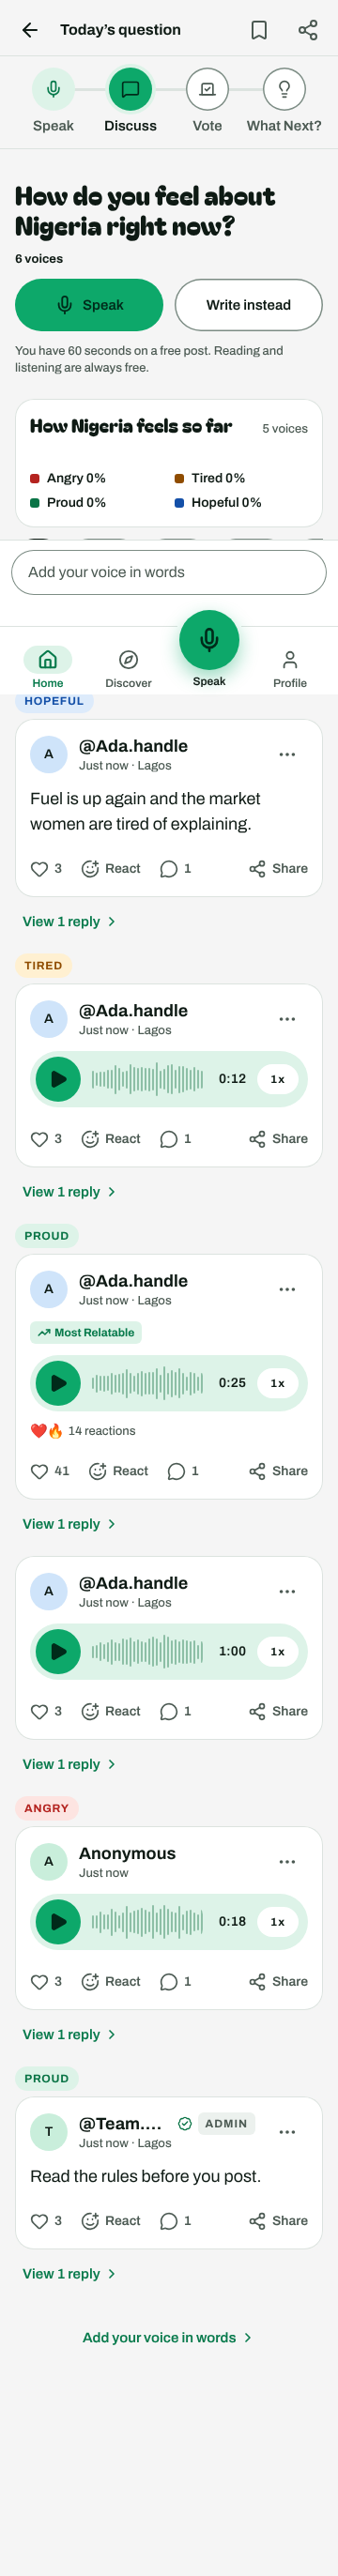 Today's question
Speak
Discuss
Vote
What Next?
How do you feel about
Nigeria right now?
6 voices
Speak
Write instead
You have 60 seconds on a free post. Reading and
listening are always free.
How Nigeria feels so far
5 voices
Angry 0%
Tired 0%
Proud 0%
Hopeful 0%
Add your voice in words
Home
Discover
Speak
Profile
HOPEFUL
A
@Ada.handle
Just now · Lagos
Fuel is up again and the market
women are tired of explaining.
3
React
1
Share
View 1 reply
TIRED
A
@Ada.handle
Just now · Lagos
0:12
1x
3
React
1
Share
View 1 reply
PROUD
A
@Ada.handle
Just now · Lagos
Most Relatable
0:25
1x
14 reactions
41
React
1
Share
View 1 reply
A
@Ada.handle
Just now · Lagos
1:00
1x
3
React
1
Share
View 1 reply
ANGRY
A
Anonymous
Just now
0:18
1x
3
React
1
Share
View 1 reply
PROUD
T
@Team....
ADMIN
Just now · Lagos
Read the rules before you post.
3
React
1
Share
View 1 reply
Add your voice in words